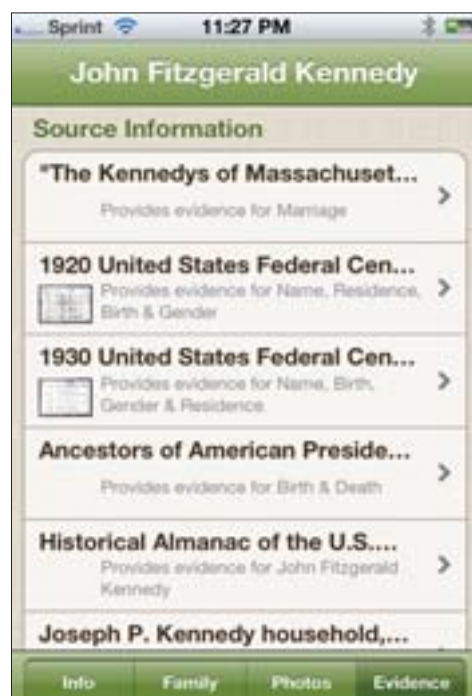 Sprint 11:27 PM
John Fitzgerald Kennedy
Source Information
"The Kennedys of Massachuset...
Provides evidence for Marriage
1920 United States Federal Cen...
Provides evidence for Name, Residence,
Birth & Gender
1930 United States Federal Cen...
Provides evidence for Name, Birth,
Gender & Residence
Ancestors of American Preside...
Provides evidence for Birth & Death
Historical Almanac of the U.S....
Provides evidence for John Fitzgerald
Kennedy
Joseph P. Kennedy household,...
Info Family Photos Evidence